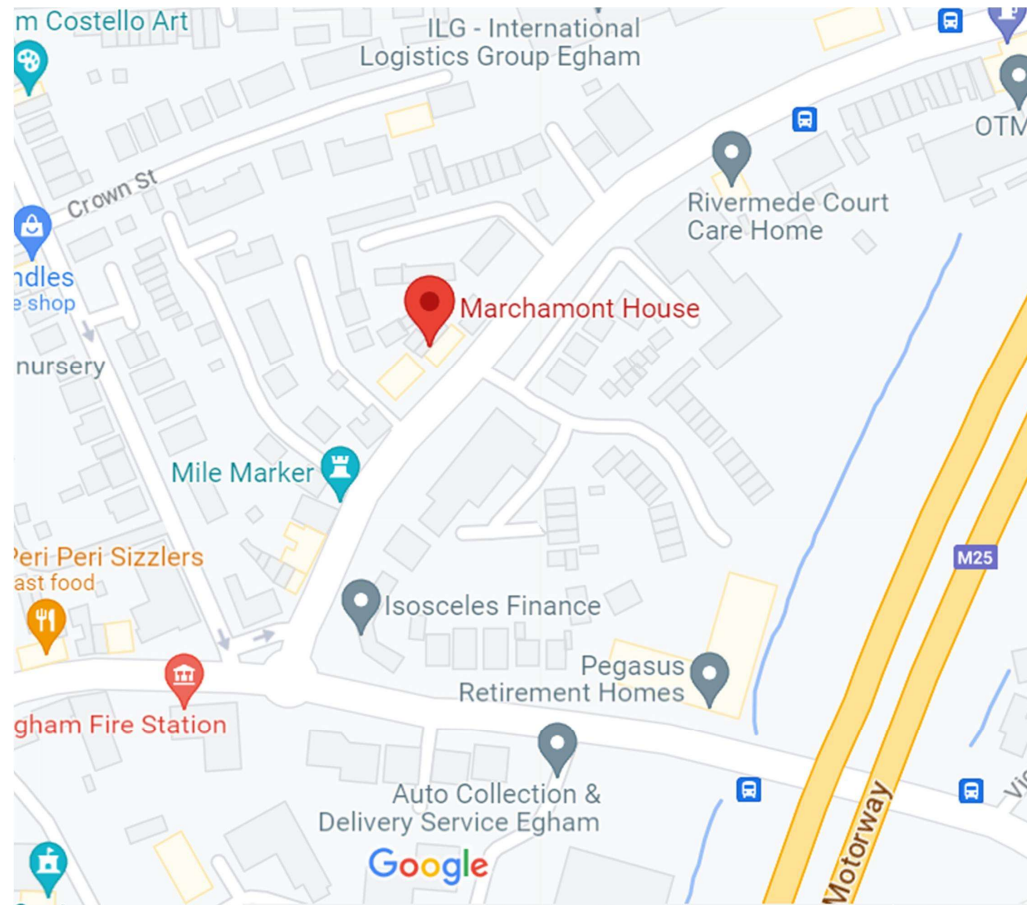 m Costello Art
ILG - International
Logistics Group Egham
OTM
Crown St
Rivermede Court
Care Home
ndles
e shop
Marchamont House
nursery
Mile Marker
Peri Peri Sizzlers
ast food
M25
Isosceles Finance
Pegasus
Retirement Homes
gham Fire Station
Auto Collection &
Delivery Service Egham
Vic
Motorway
Google